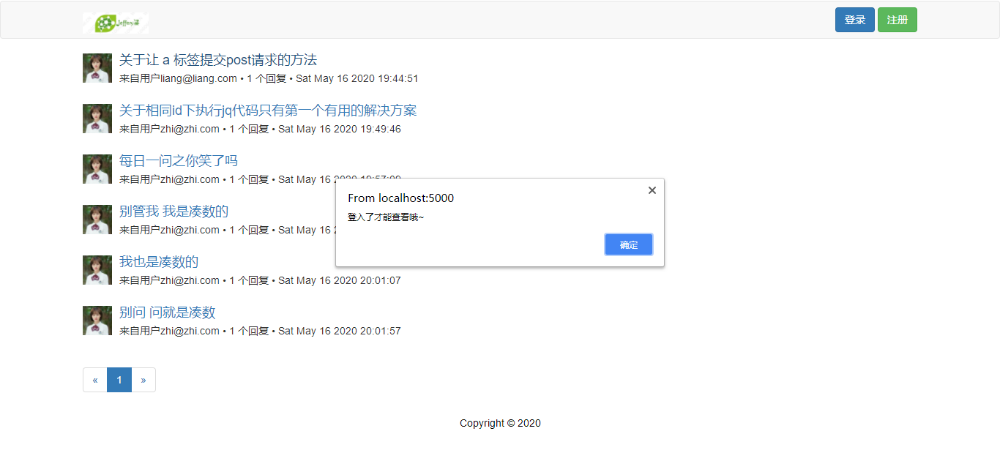 Jeffery
登录 注册
关于让 a 标签提交post请求的方法
来自用户liang@liang.com • 1 个回复 • Sat May 16 2020 19:44:51
关于相同id下执行jq代码只有第一个有用的解决方案
来自用户zhi@zhi.com • 1 个回复 • Sat May 16 2020 19:49:46
每日一问之你笑了吗
来自用户zhi@zhi.com • 1 个回复 • Sat May 16
别管我 我是凑数的
来自用户zhi@zhi.com • 1 个回复 • Sat May 16
From localhost:5000
登入了才能查看哦~
确定
我也是凑数的
来自用户zhi@zhi.com • 1 个回复 • Sat May 16 2020 20:01:07
别问 问就是凑数
来自用户zhi@zhi.com • 1 个回复 • Sat May 16 2020 20:01:57
« 1 »
Copyright © 2020